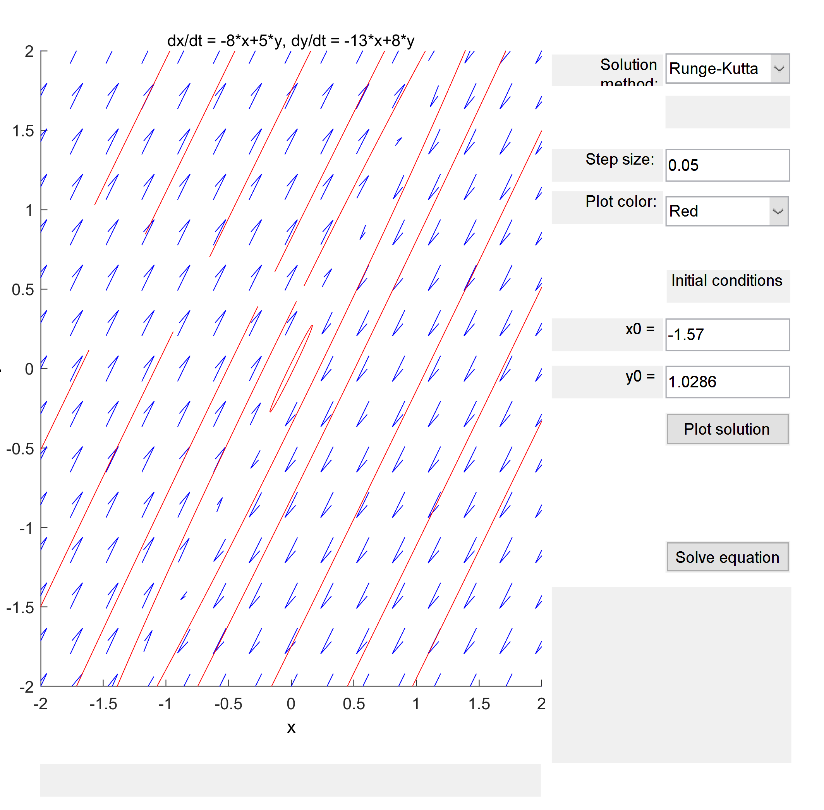 dx/dt = -8*x+5*y, dy/dt = -13*x+8*y
2
1.5
1
0.5
0
-0.5
-1
-1.5
-2
-2 -1.5 -1 -0.5 0 0.5 1 1.5 2
x
Solution
method:
Runge-Kutta
Step size:
0.05
Plot color:
Red
Initial conditions
x0 =
-1.57
y0 =
1.0286
Plot solution
Solve equation